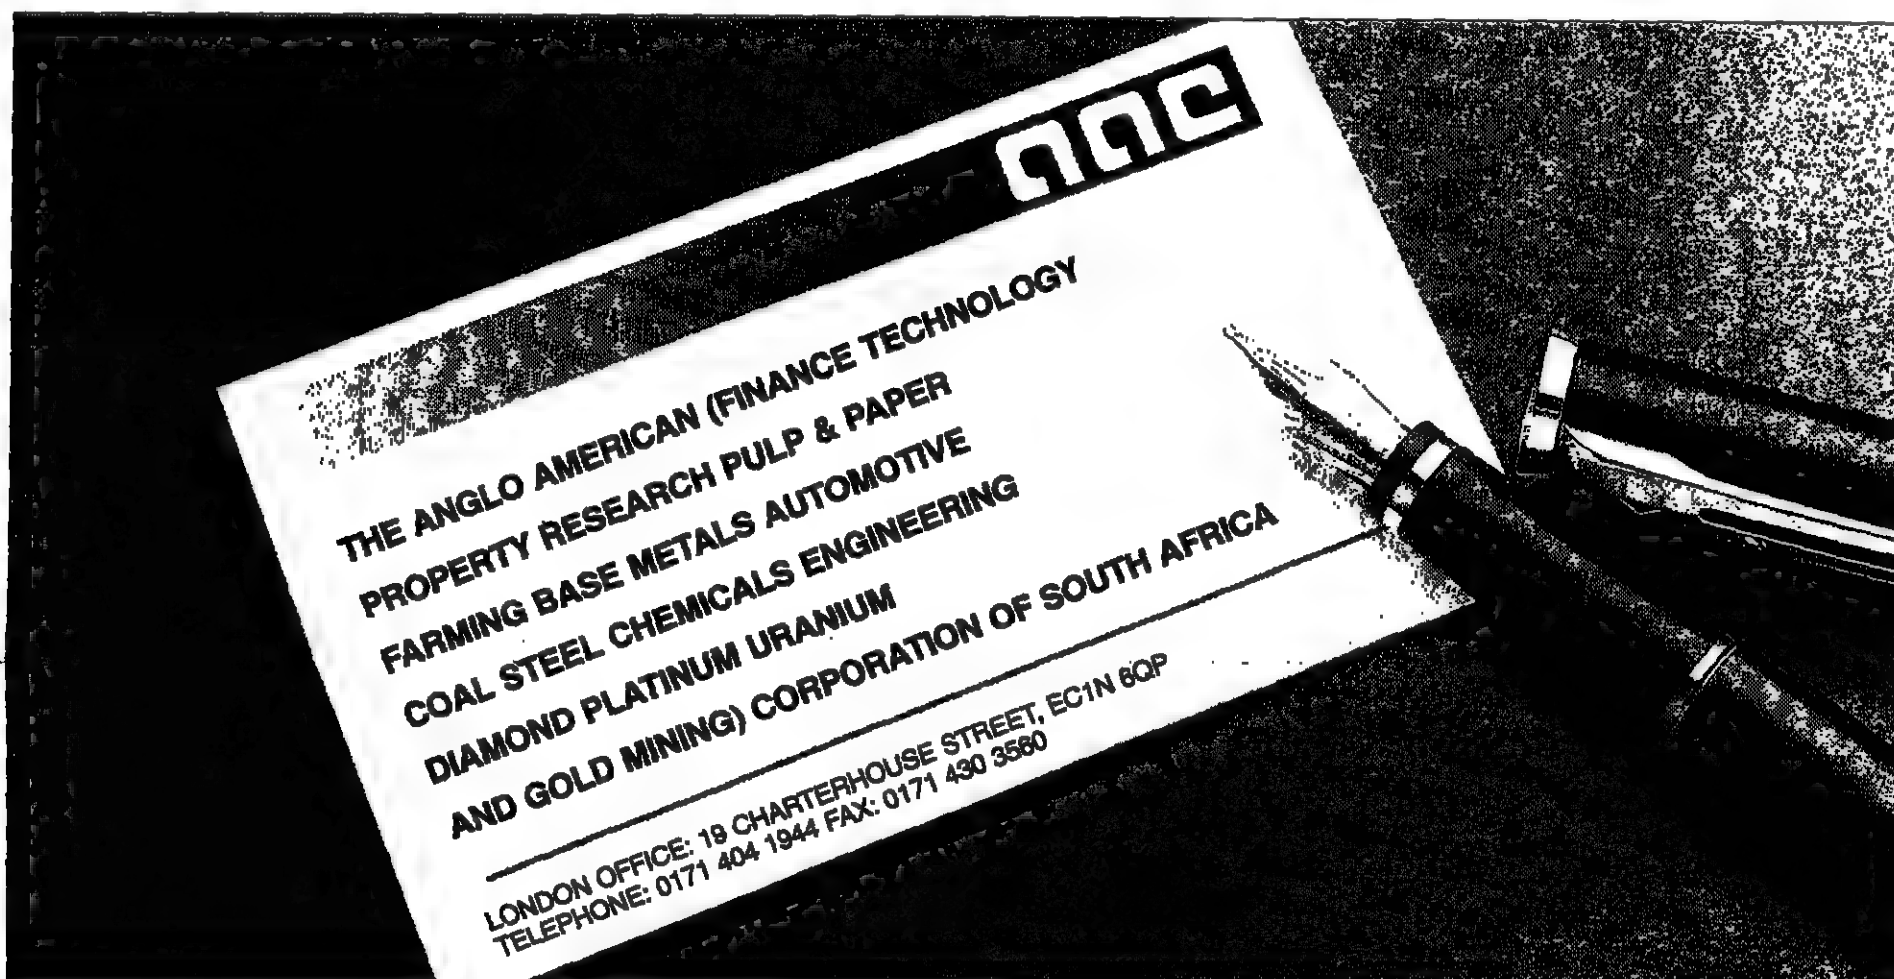 aac
THE ANGLO AMERICAN (FINANCE TECHNOLOGY
PROPERTY RESEARCH PULP & PAPER
FARMING BASE METALS AUTOMOTIVE
COAL STEEL CHEMICALS ENGINEERING
DIAMOND PLATINUM URANIUM
AND GOLD MINING) CORPORATION OF SOUTH AFRICA
LONDON OFFICE: 19 CHARTERHOUSE STREET, EC1N 6QP
TELEPHONE: 0171 404 1944 FAX: 0171 430 3560